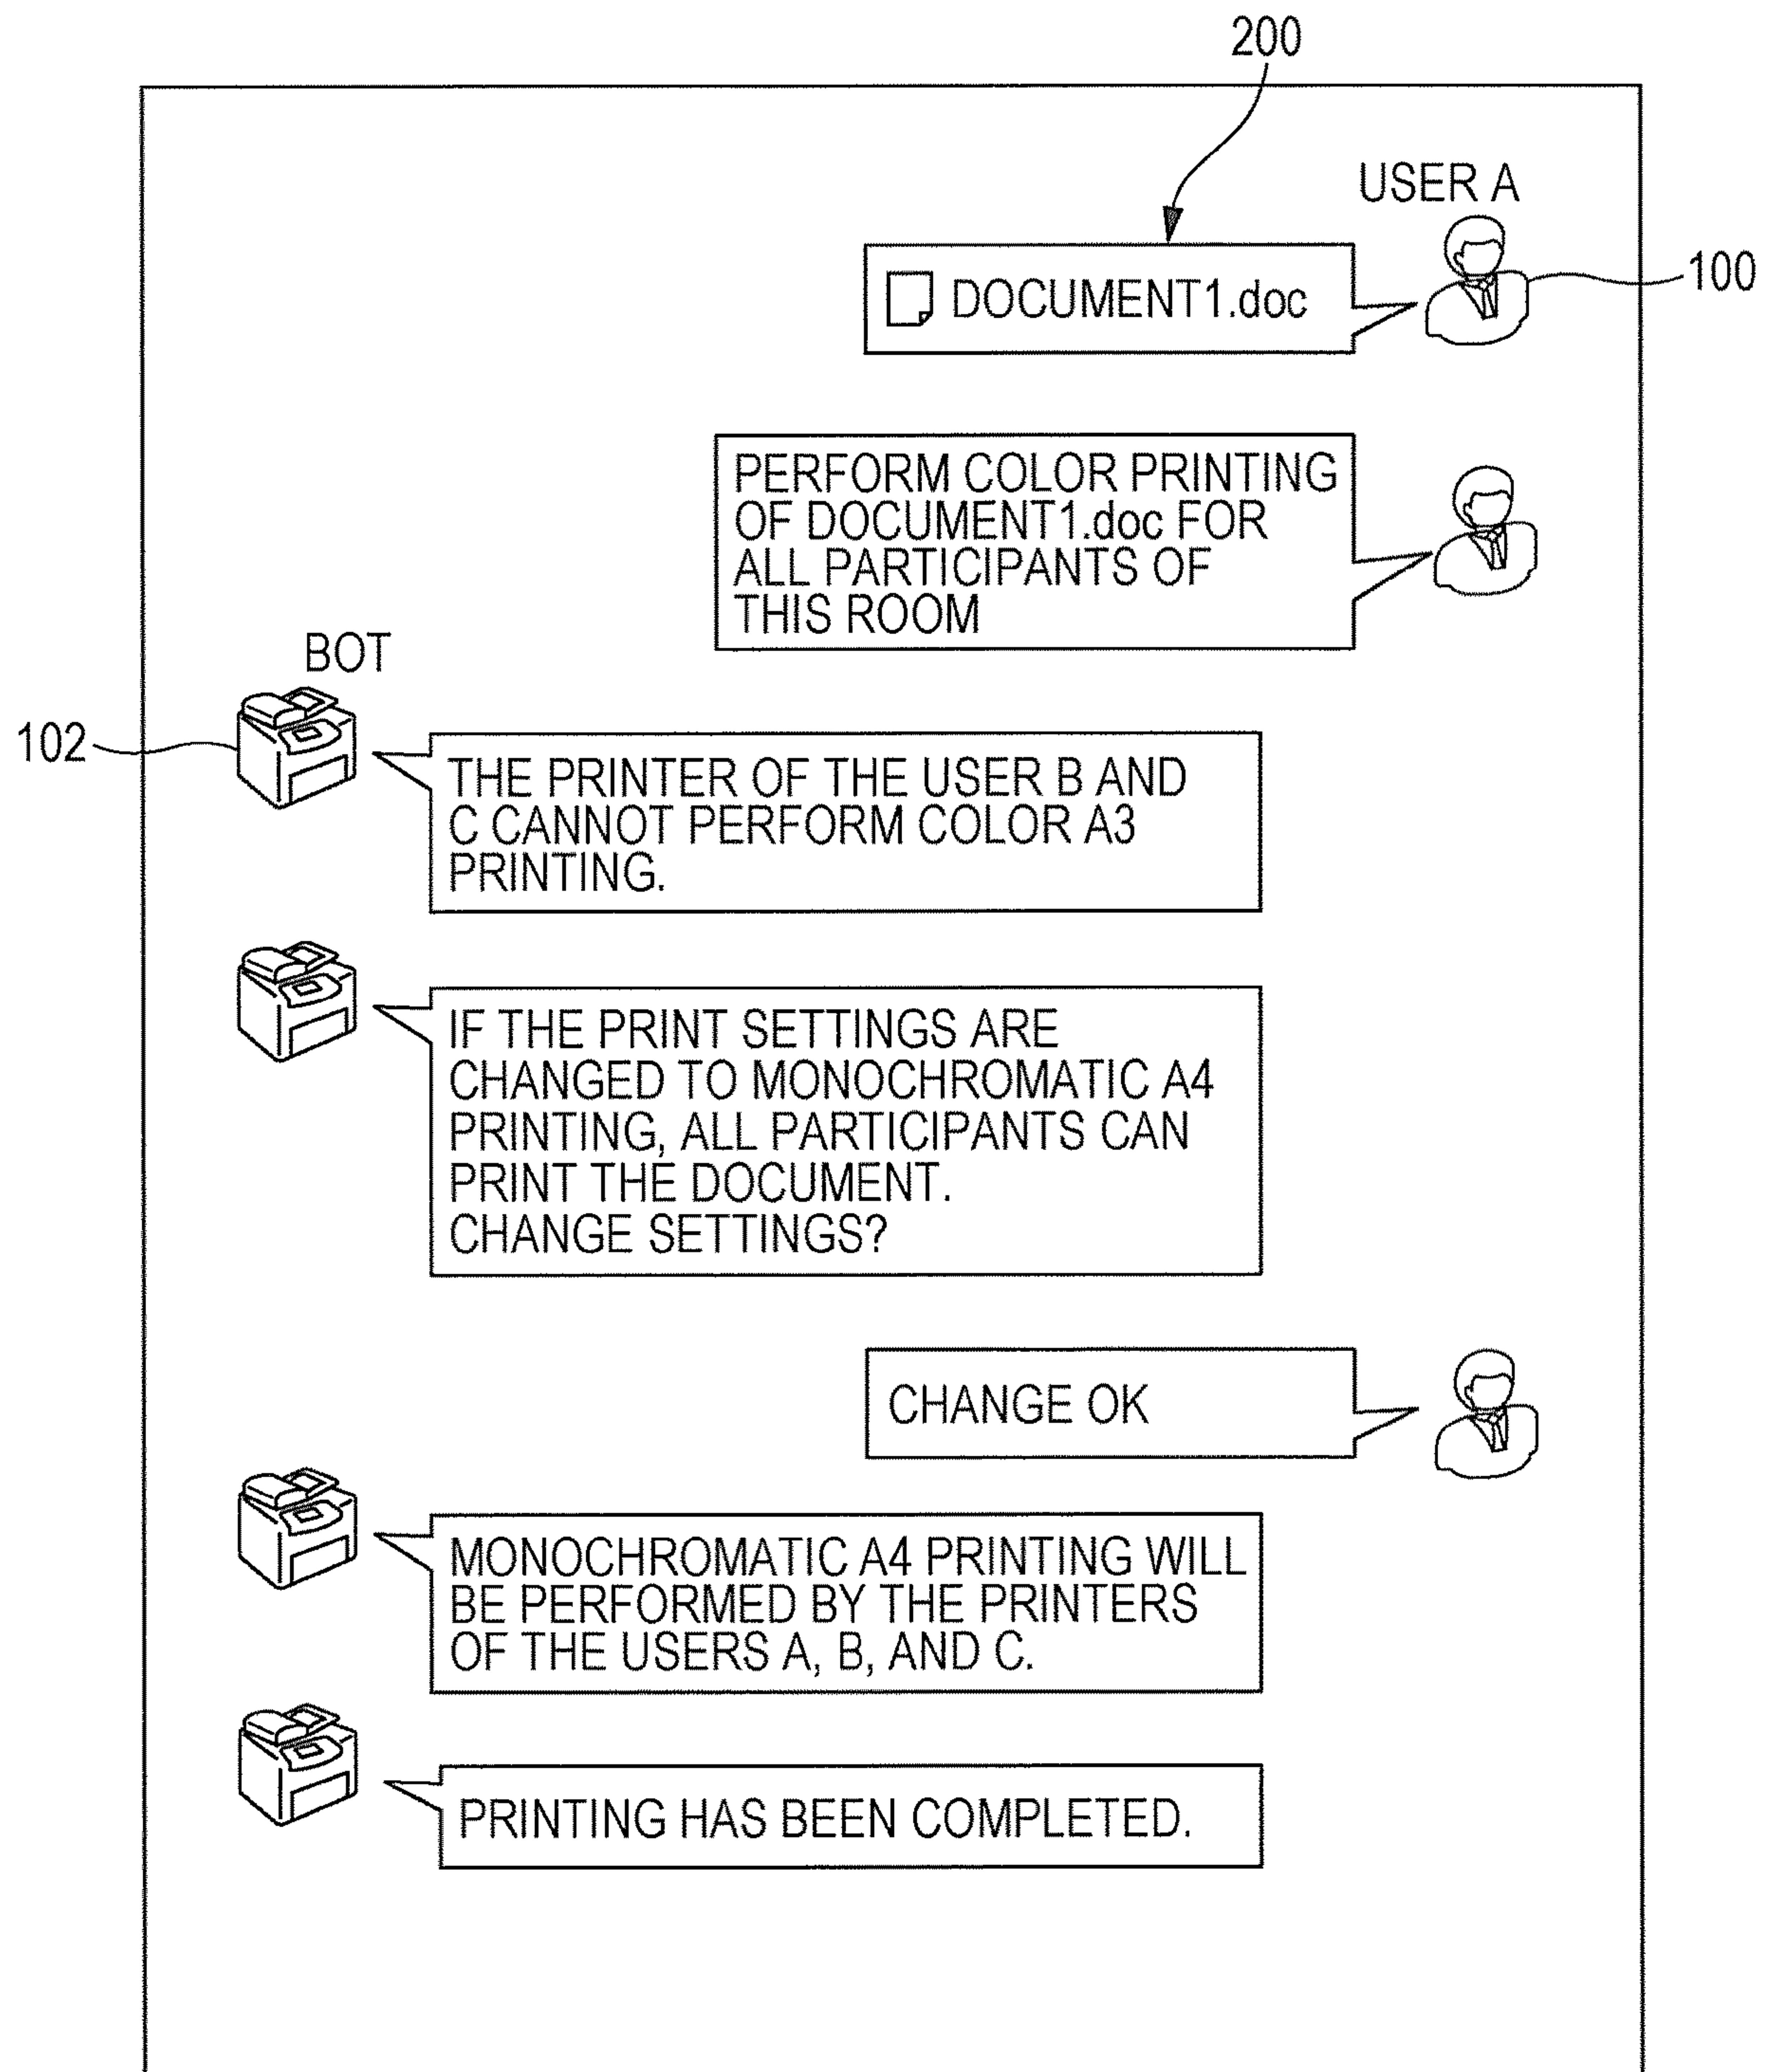 200
USER A
100
DOCUMENT1.doc
PERFORM COLOR PRINTING
OF DOCUMENT1.doc FOR
ALL PARTICIPANTS OF
THIS ROOM
BOT
102
THE PRINTER OF THE USER B AND
C CANNOT PERFORM COLOR A3
PRINTING.
IF THE PRINT SETTINGS ARE
CHANGED TO MONOCHROMATIC A4
PRINTING, ALL PARTICIPANTS CAN
PRINT THE DOCUMENT.
CHANGE SETTINGS?
CHANGE OK
MONOCHROMATIC A4 PRINTING WILL
BE PERFORMED BY THE PRINTERS
OF THE USERS A, B, AND C.
PRINTING HAS BEEN COMPLETED.